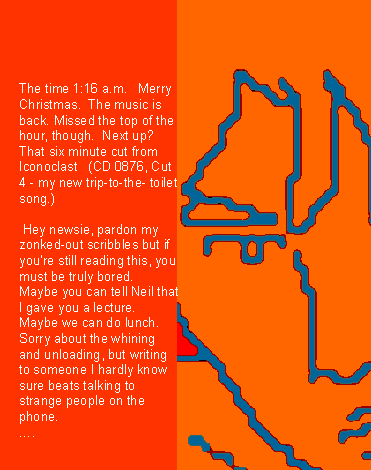 The time 1:16 a.m.   Merry
Christmas.  The music is
back. Missed the top of the
hour, though.  Next up?
That six minute cut from
Iconoclast   (CD 0876, Cut
4 - my new trip-to-the- toilet
song.)

Hey newsie, pardon my
zonked-out scribbles but if
you're still reading this, you
must be truly bored.
Maybe you can tell Neil that
I gave you a lecture.
Maybe we can do lunch.
Sorry about the whining
and unloading, but writing
to someone I hardly know
sure beats talking to
strange people on the
phone.
....